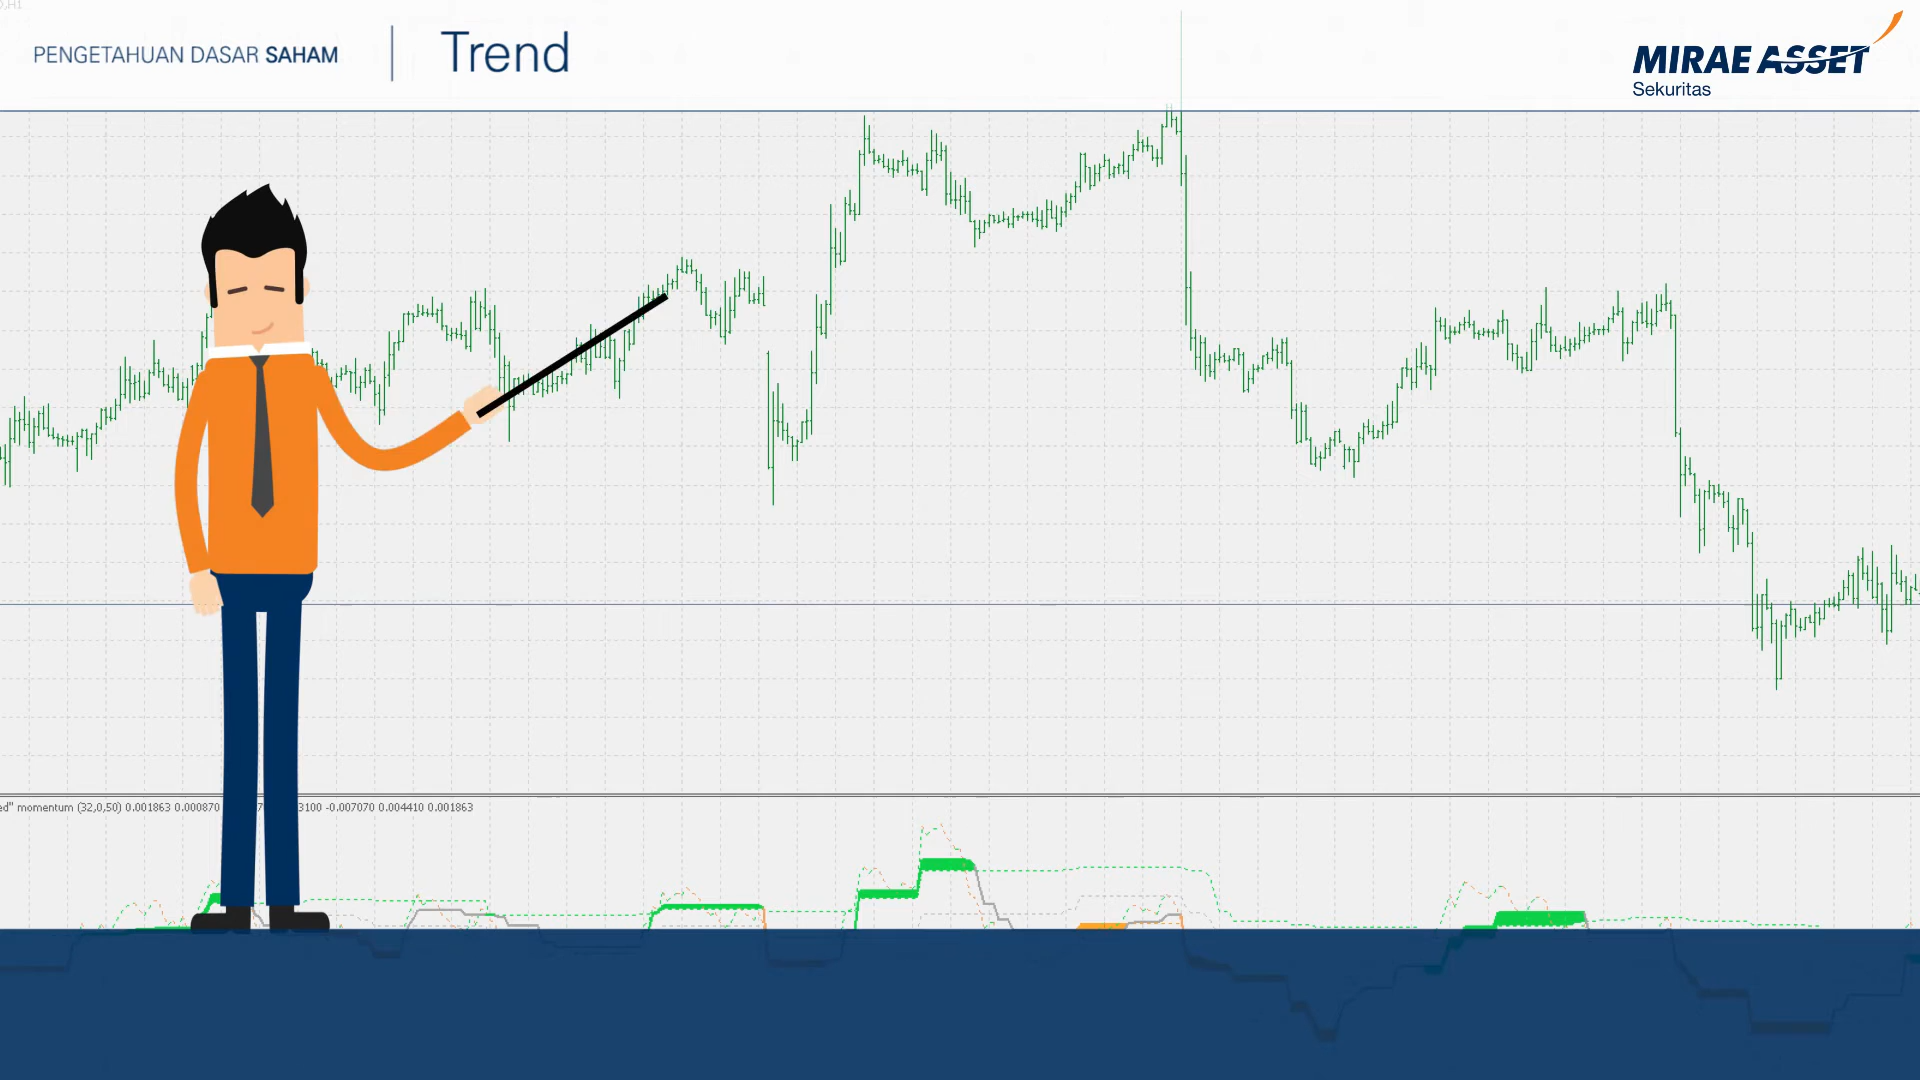 PENGETAHUAN DASAR SAHAM
Trend
MIRAE ASSET
Sekuritas
momentum (32,0,50) 0.001863 0.000870 3100 -0.007070 0.004410 0.001863